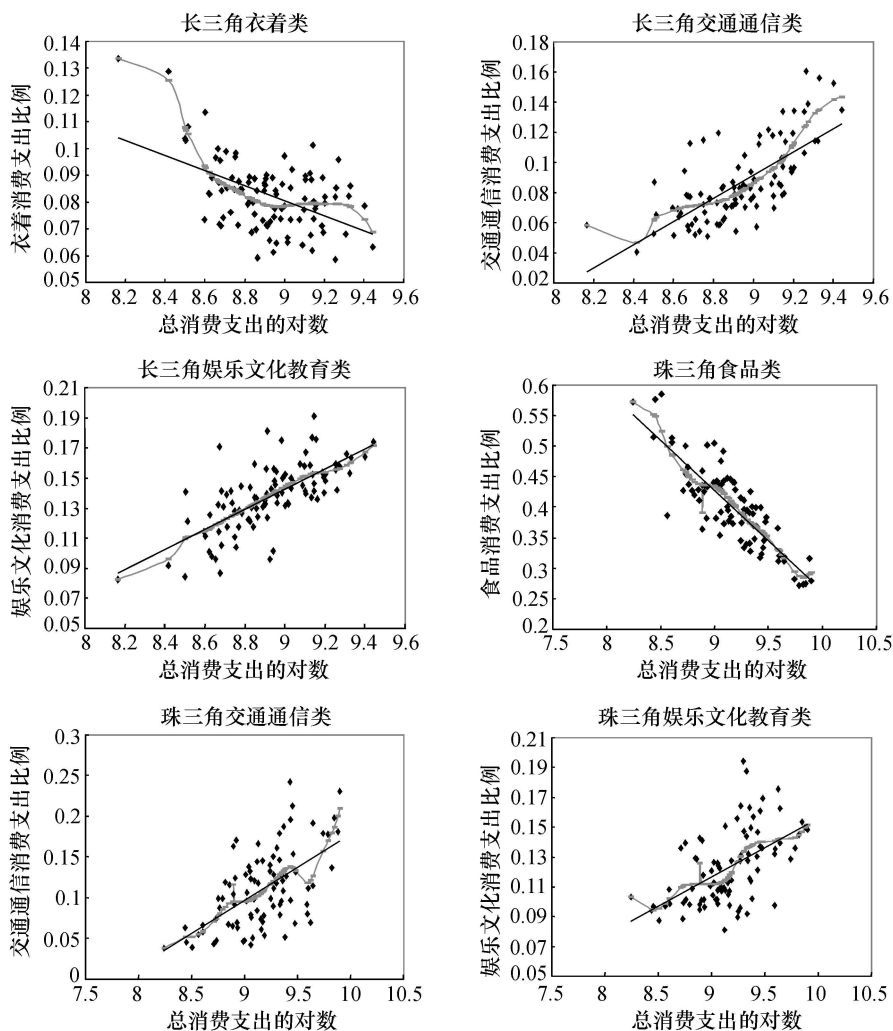 长三角衣着类
衣着消费支出比例
0.14
0.13
0.12
0.11
0.1
0.09
0.08
0.07
0.06
0.05
8 8.2 8.4 8.6 8.8 9 9.2 9.4 9.6
总消费支出的对数
长三角交通通信类
交通通信消费支出比例
0.18
0.16
0.14
0.12
0.1
0.08
0.06
0.04
0.02
8 8.2 8.4 8.6 8.8 9 9.2 9.4 9.6
总消费支出的对数
长三角娱乐文化教育类
娱乐文化消费支出比例
0.21
0.19
0.17
0.15
0.13
0.11
0.09
0.07
0.05
8 8.2 8.4 8.6 8.8 9 9.2 9.4 9.6
总消费支出的对数
珠三角食品类
食品消费支出比例
0.6
0.55
0.5
0.45
0.4
0.35
0.3
0.25
0.2
7.5 8 8.5 9.0 9.5 10 10.5
总消费支出的对数
珠三角交通通信类
交通通信消费支出比例
0.3
0.25
0.2
0.15
0.1
0.05
0
7.5 8 8.5 9 9.5 10 10.5
总消费支出的对数
珠三角娱乐文化教育类
娱乐文化消费支出比例
0.21
0.19
0.17
0.15
0.13
0.11
0.09
0.07
0.05
7.5 8 8.5 9 9.5 10 10.5
总消费支出的对数